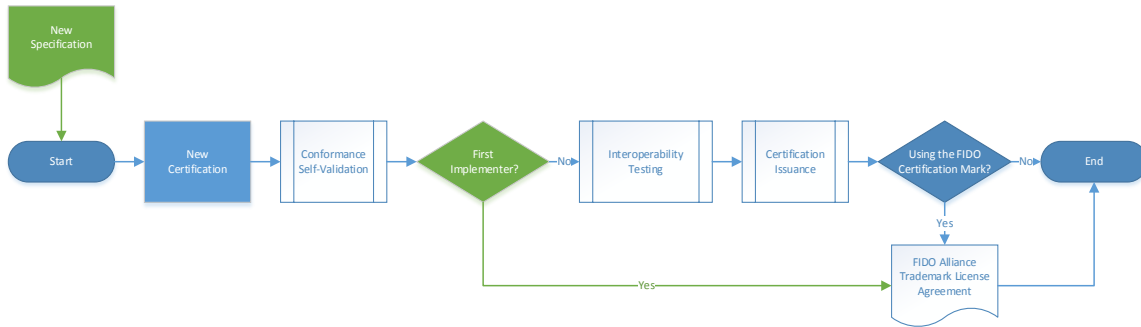 New
Specification
Start
New
Certification
Conformance
Self-Validation
First
Implementer?
No
Interoperability
Testing
Certification
Issuance
Using the FIDO
Certification Mark?
No
End
Yes
FIDO Alliance
Trademark License
Agreement
Yes